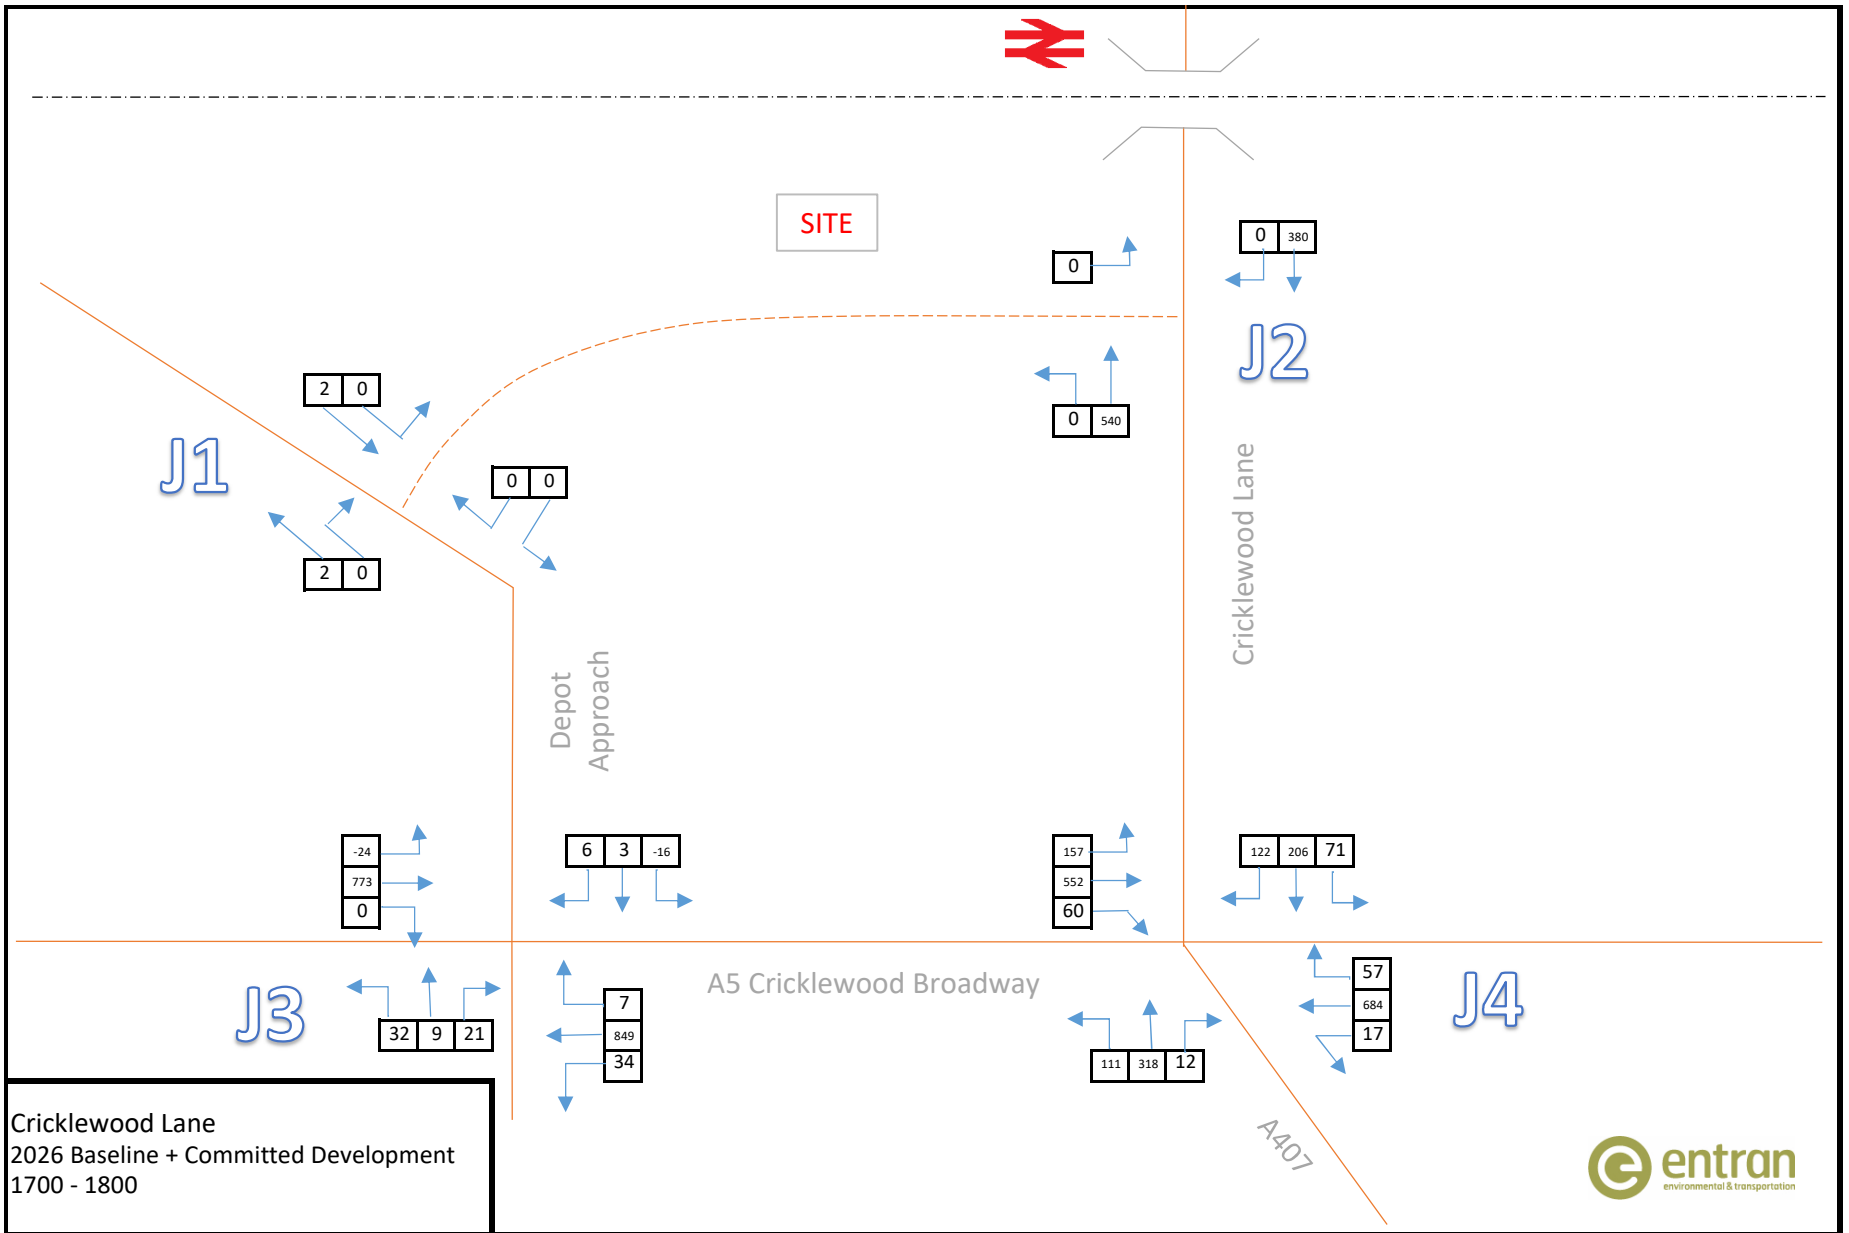 SITE
0
0 380
J2
2 0
0 540
J1
0 0
2 0
Cricklewood Lane
Depot
Approach
-24
773
0
6 3 -16
157
552
60
122 206 71
J3
32 9 21
7
849
34
A5 Cricklewood Broadway
111 318 12
57
684
17
J4
A407
Cricklewood Lane
2026 Baseline + Committed Development
1700 - 1800
entran
environmental & transportation